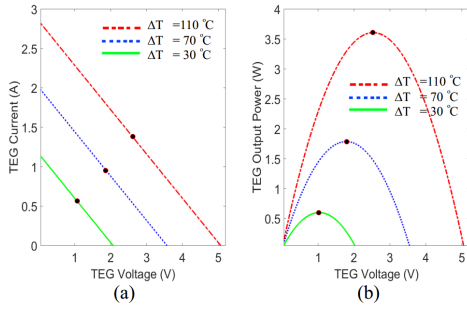 3
2.5
2
1.5
1
0.5
0
TEG Current (A)
ΔT =110 °C
ΔT = 70 °C
ΔT = 30 °C
1 2 3 4 5
TEG Voltage (V)
(a)
4
3.5
3
2.5
2
1.5
1
0.5
TEG Output Power (W)
ΔT =110 °C
ΔT = 70 °C
ΔT = 30 °C
0 1 2 3 4 5
TEG Voltage (V)
(b)